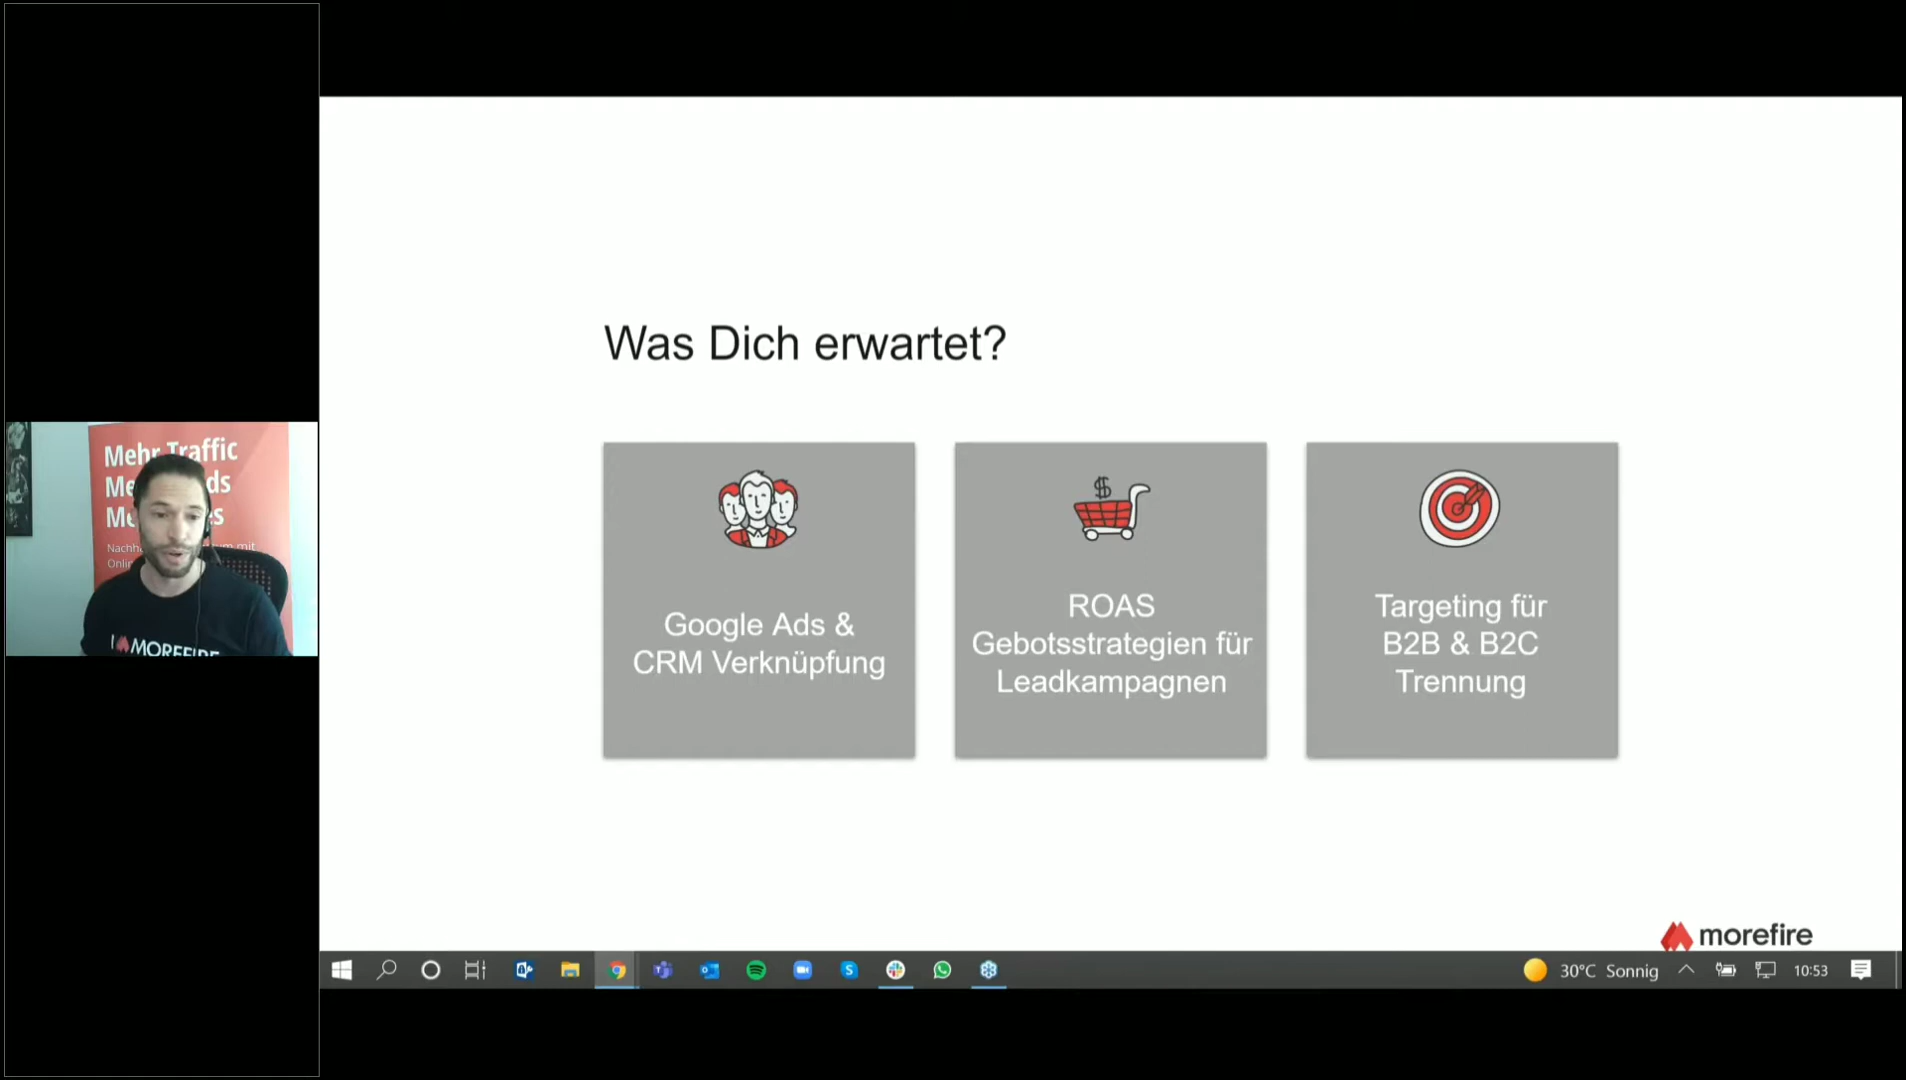 Mehr Traffic
Was Dich erwartet?
Google Ads &
CRM Verknüpfung
ROAS
Gebotsstrategien für
Leadkampagnen
Targeting für
B2B & B2C
Trennung
I MOREFIRE
morefire
30°C Sonnig
10:53